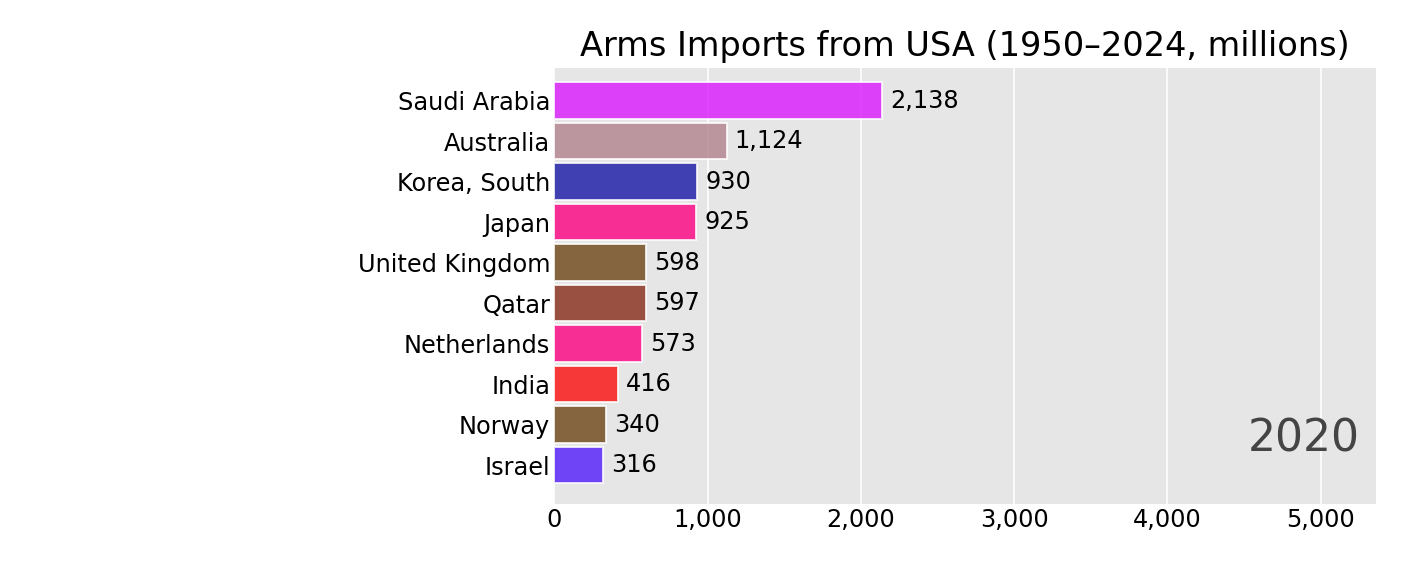 Arms Imports from USA (1950–2024, millions)
Saudi Arabia 2,138
Australia 1,124
Korea, South 930
Japan 925
United Kingdom 598
Qatar 597
Netherlands 573
India 416
Norway 340
Israel 316
2020
0 1,000 2,000 3,000 4,000 5,000